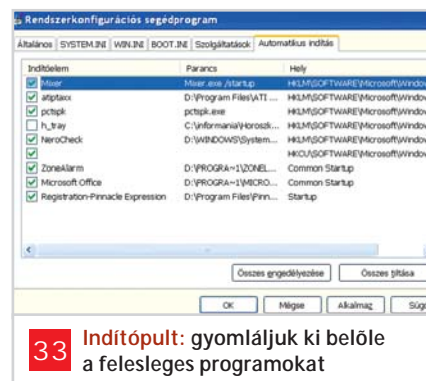 Rendszerkonfigurációs segédprogram
Általános SYSTEM.INI WIN.INI BOOT.INI Szolgáltatások Automatikus indítás
Indítóelem Parancs Hely
Mixer Mixer.exe /startup HKLM\SOFTWARE\Microsoft\Window
atiptaxx D:\Program Files\ATI ... HKLM\SOFTWARE\Microsoft\Window
pctspk pctspk.exe HKLM\SOFTWARE\Microsoft\Window
h_tray C:\informania\Horoszk... HKLM\SOFTWARE\Microsoft\Window
NeroCheck D:\WINDOWS\System... HKLM\SOFTWARE\Microsoft\Window
HKCU\SOFTWARE\Microsoft\Window
ZoneAlarm D:\PROGRA~1\ZONEL... Common Startup
Microsoft Office D:\PROGRA~1\MICRO... Common Startup
Registration-Pinnacle Expression D:\Program Files\Pinn... Startup
Összes engedélyezése Összes tiltása
OK Mégse Alkalmaz Súgó
33 Indítópult: gyomláljuk ki belõle
a felesleges programokat